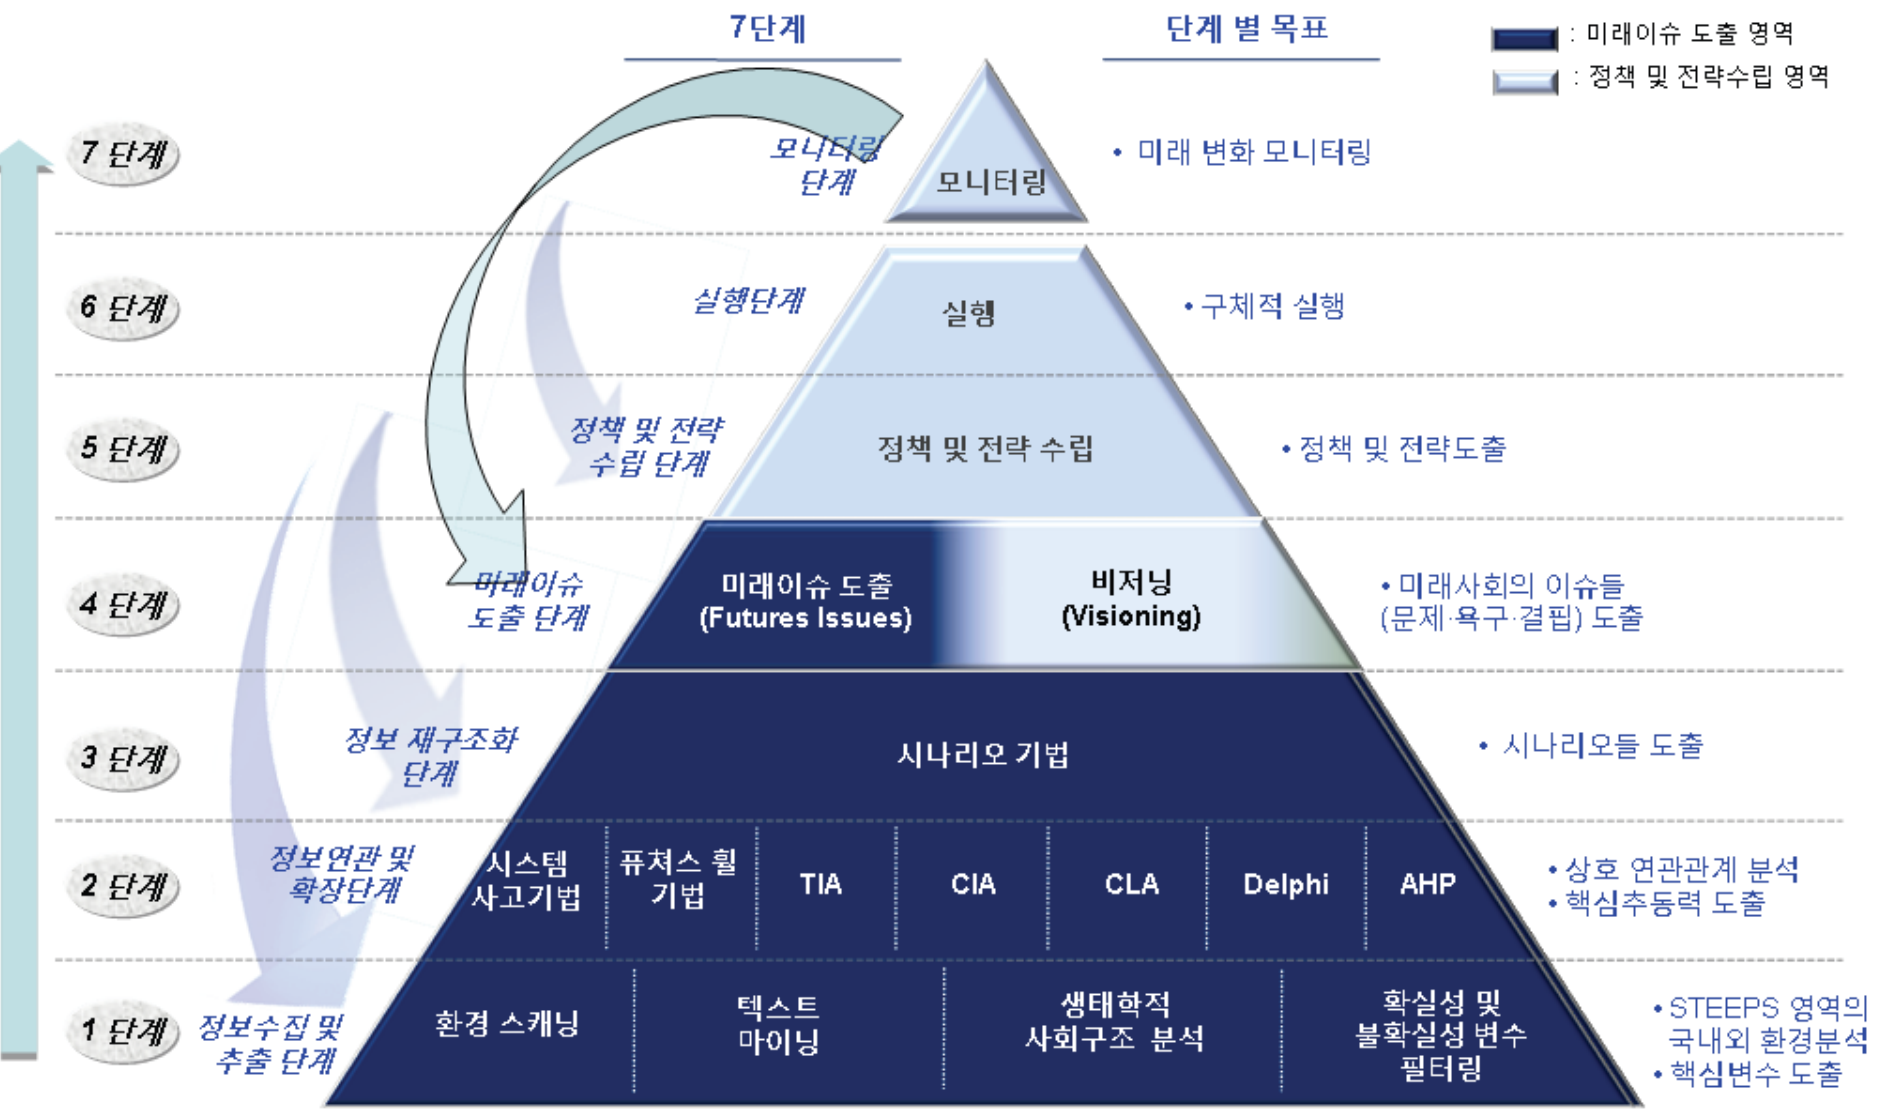 7단계
단계 별 목표
: 미래이슈 도출 영역
: 정책 및 전략수립 영역
7 단계
모니터링
단계
모니터링
• 미래 변화 모니터링
6 단계
실행단계
실행
• 구체적 실행
5 단계
정책 및 전략
수립 단계
정책 및 전략 수립
• 정책 및 전략도출
4 단계
미래이슈
도출 단계
미래이슈 도출
(Futures Issues)
비저닝
(Visioning)
• 미래사회의 이슈들
(문제·욕구·결핍) 도출
3 단계
정보 재구조화
단계
시나리오 기법
• 시나리오들 도출
2 단계
정보연관 및
확장단계
시스템
사고기법
퓨쳐스 휠
기법
TIA
CIA
CLA
Delphi
AHP
• 상호 연관관계 분석
• 핵심추동력 도출
1 단계
정보수집 및
추출 단계
환경 스캐닝
텍스트
마이닝
생태학적
사회구조 분석
확실성 및
불확실성 변수
필터링
• STEEPS 영역의
국내외 환경분석
• 핵심변수 도출